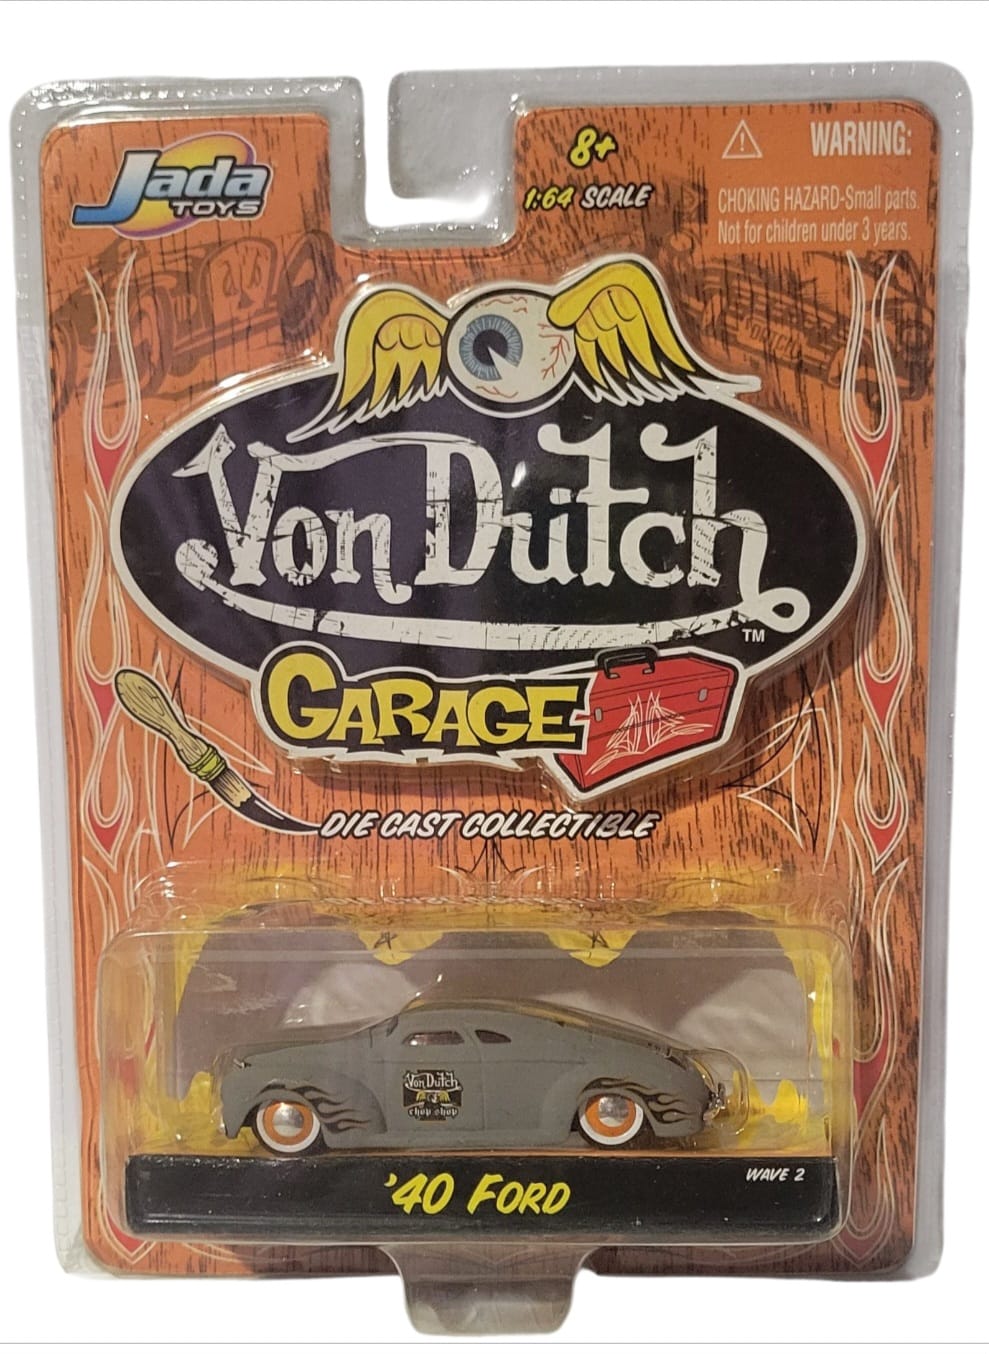 Jada
TOYS
8+
1:64 SCALE
WARNING:
CHOKING HAZARD-Small parts.
Not for children under 3 years.
Von Dutch
TM
GARAGE
DIE CAST COLLECTIBLE
Von Dutch
chop shop
'40 FORD
WAVE 2